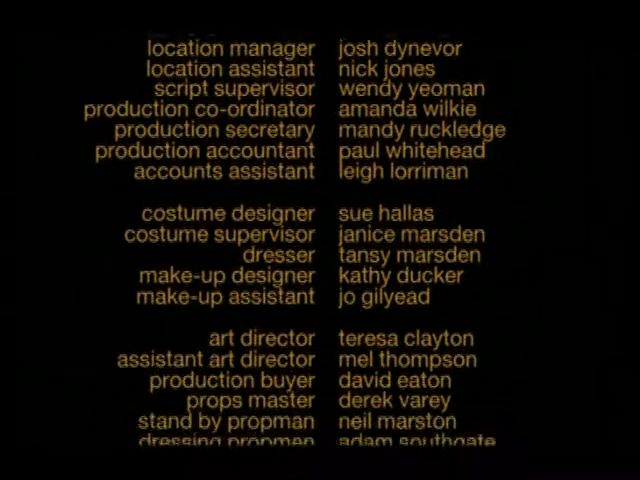 location manager josh dynevor
location assistant nick jones
script supervisor wendy yeoman
production co-ordinator amanda wilkie
production secretary mandy ruckledge
production accountant paul whitehead
accounts assistant leigh lorriman
costume designer sue hallas
costume supervisor janice marsden
dresser tansy marsden
make-up designer kathy ducker
make-up assistant jo gilyead
art director teresa clayton
assistant art director mel thompson
production buyer david eaton
props master derek varey
stand by propman neil marston
dressing propmen adam southgate